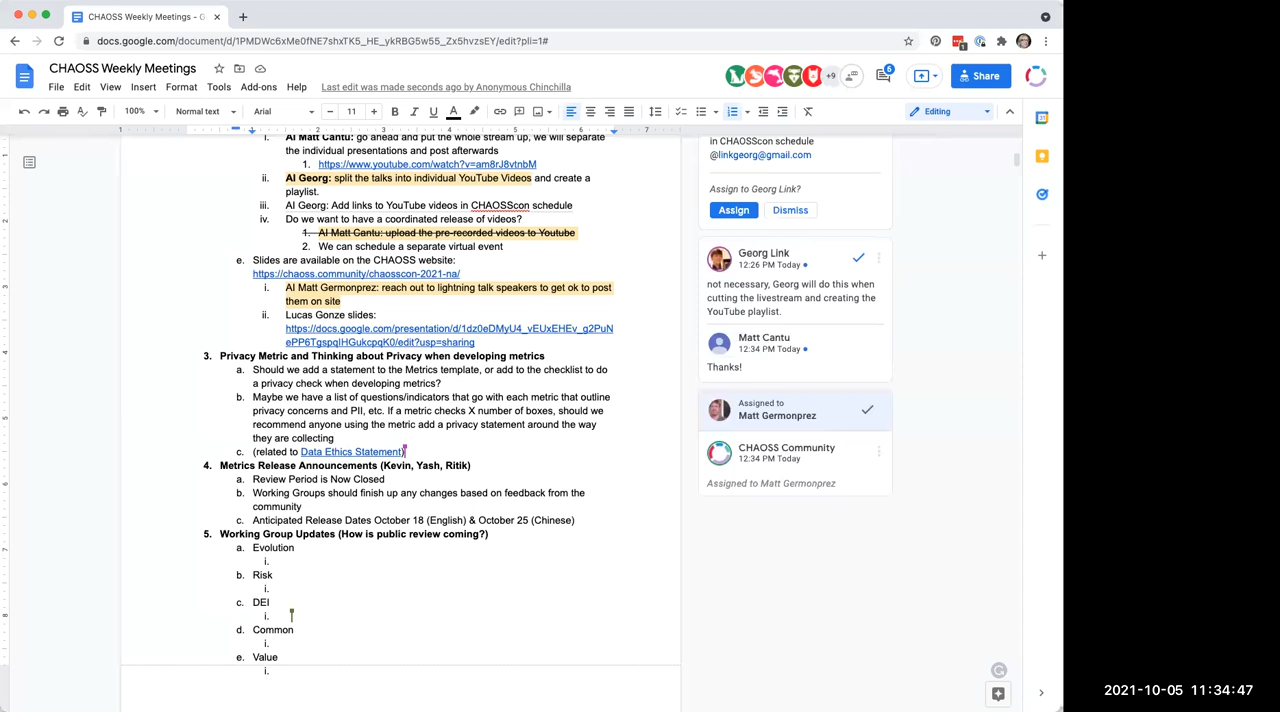 CHAOSS Weekly Meetings - G
docs.google.com/document/d/1PMDWc6xMe0fNE7shxTK5_HE_ykRBG5w55_Zx5hvzsEY/edit?pli=1#
CHAOSS Weekly Meetings
File Edit View Insert Format Tools Add-ons Help Last edit was made seconds ago by Anonymous Chinchilla
+9
6
Share
100% Normal text Arial 11 Editing
1 1 2 3 4 5 6 7
i. AI Matt Cantu: go ahead and put the whole stream up, we will separate
the individual presentations and post afterwards
1. https://www.youtube.com/watch?v=am8rJ8vtnbM
ii. AI Georg: split the talks into individual YouTube Videos and create a
playlist.
iii. AI Georg: Add links to YouTube videos in CHAOSScon schedule
iv. Do we want to have a coordinated release of videos?
1. AI Matt Cantu: upload the pre-recorded videos to Youtube
2. We can schedule a separate virtual event
e. Slides are available on the CHAOSS website:
https://chaoss.community/chaosscon-2021-na/
i. AI Matt Germonprez: reach out to lightning talk speakers to get ok to post
them on site
ii. Lucas Gonze slides:
https://docs.google.com/presentation/d/1dz0eDMyU4_vEUxEHEv_g2PuN
ePP6TgspqIHGukcpqK0/edit?usp=sharing
3. Privacy Metric and Thinking about Privacy when developing metrics
a. Should we add a statement to the Metrics template, or add to the checklist to do
a privacy check when developing metrics?
b. Maybe we have a list of questions/indicators that go with each metric that outline
privacy concerns and PII, etc. If a metric checks X number of boxes, should we
recommend anyone using the metric add a privacy statement around the way
they are collecting
c. (related to Data Ethics Statement)
4. Metrics Release Announcements (Kevin, Yash, Ritik)
a. Review Period is Now Closed
b. Working Groups should finish up any changes based on feedback from the
community
c. Anticipated Release Dates October 18 (English) & October 25 (Chinese)
5. Working Group Updates (How is public review coming?)
a. Evolution
i.
b. Risk
i.
c. DEI
i.
d. Common
i.
e. Value
i.
in CHAOSScon schedule
@linkgeorg@gmail.com
Assign to Georg Link?
Assign Dismiss
Georg Link
12:26 PM Today
not necessary, Georg will do this when
cutting the livestream and creating the
YouTube playlist.
Matt Cantu
12:34 PM Today
Thanks!
Assigned to
Matt Germonprez
CHAOSS Community
12:34 PM Today
Assigned to Matt Germonprez
2021-10-05 11:34:47